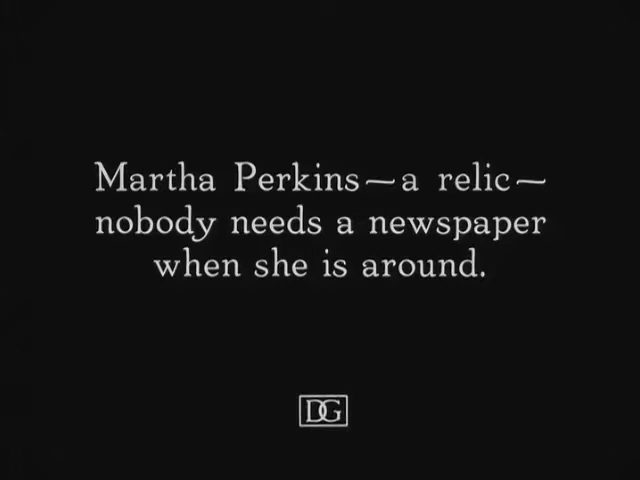 Martha Perkins—a relic—
nobody needs a newspaper
when she is around.
DG